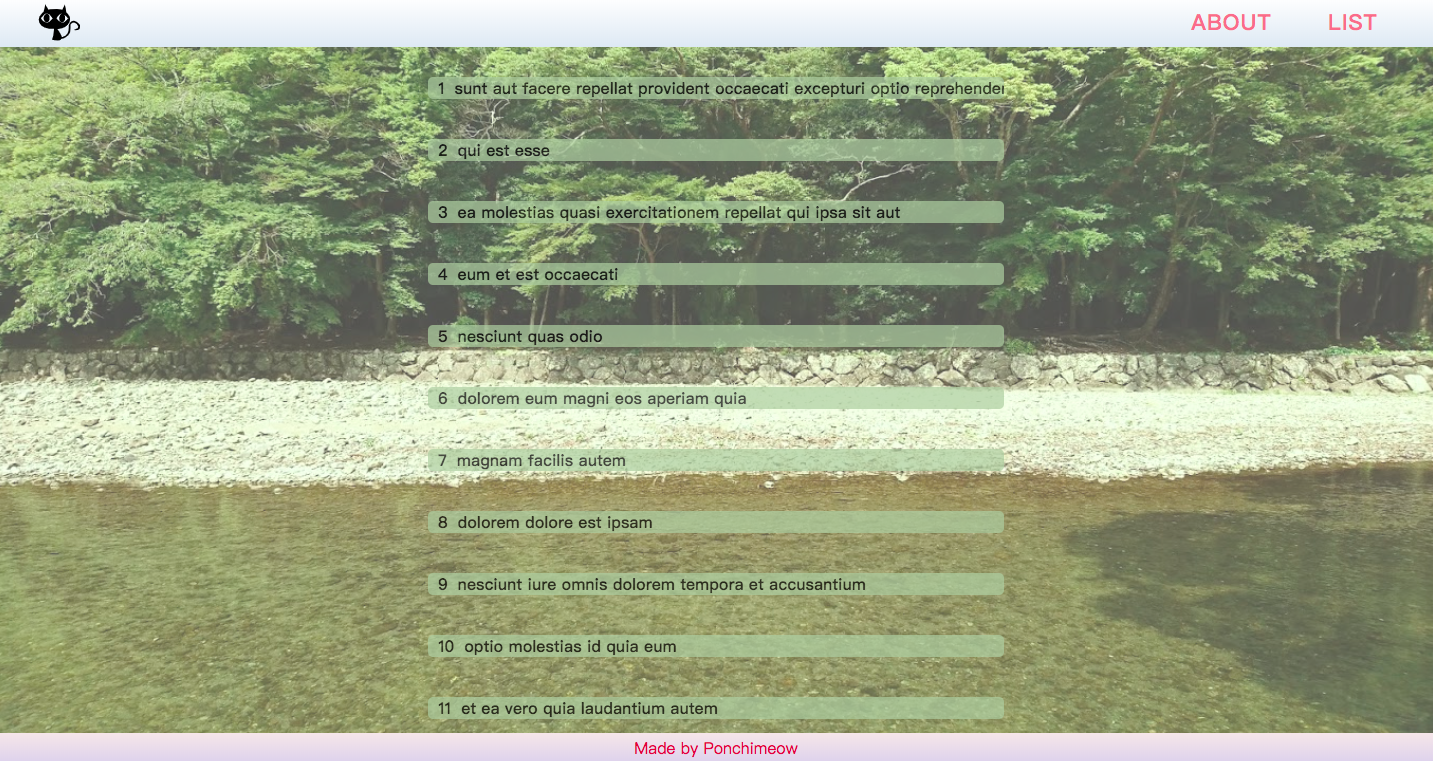 ABOUT LIST
1 sunt aut facere repellat provident occaecati excepturi optio reprehender
2 qui est esse
3 ea molestias quasi exercitationem repellat qui ipsa sit aut
4 eum et est occaecati
5 nesciunt quas odio
6 dolorem eum magni eos aperiam quia
7 magnam facilis autem
8 dolorem dolore est ipsam
9 nesciunt iure omnis dolorem tempora et accusantium
10 optio molestias id quia eum
11 et ea vero quia laudantium autem
Made by Ponchimeow